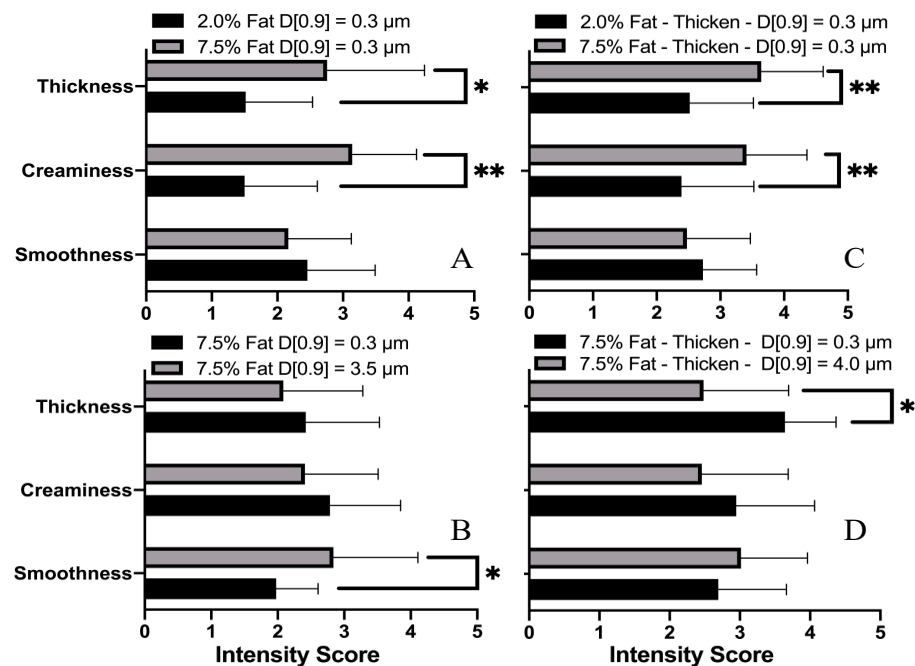 2.0% Fat D[0.9] = 0.3 µm
7.5% Fat D[0.9] = 0.3 µm
Thickness
*
Creaminess
**
Smoothness
A
0 1 2 3 4 5
2.0% Fat - Thicken - D[0.9] = 0.3 µm
7.5% Fat - Thicken - D[0.9] = 0.3 µm
**
**
C
0 1 2 3 4 5
7.5% Fat D[0.9] = 0.3 µm
7.5% Fat D[0.9] = 3.5 µm
Thickness
Creaminess
B
Smoothness
*
0 1 2 3 4 5
Intensity Score
7.5% Fat - Thicken - D[0.9] = 0.3 µm
7.5% Fat - Thicken - D[0.9] = 4.0 µm
*
D
0 1 2 3 4 5
Intensity Score